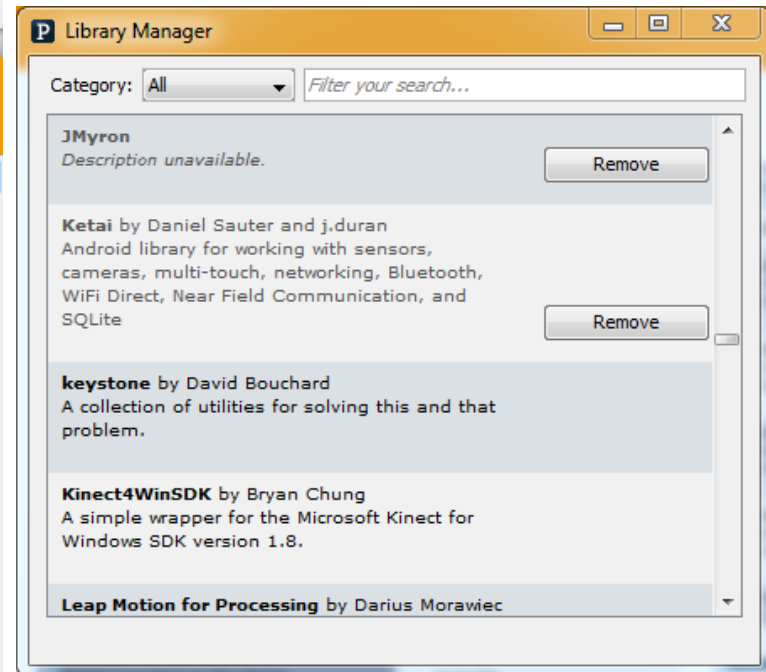 P Library Manager
Category: All Filter your search...
JMyron
Description unavailable.
Remove
Ketai by Daniel Sauter and j.duran
Android library for working with sensors,
cameras, multi-touch, networking, Bluetooth,
WiFi Direct, Near Field Communication, and
SQLite
Remove
keystone by David Bouchard
A collection of utilities for solving this and that
problem.
Kinect4WinSDK by Bryan Chung
A simple wrapper for the Microsoft Kinect for
Windows SDK version 1.8.
Leap Motion for Processing by Darius Morawiec